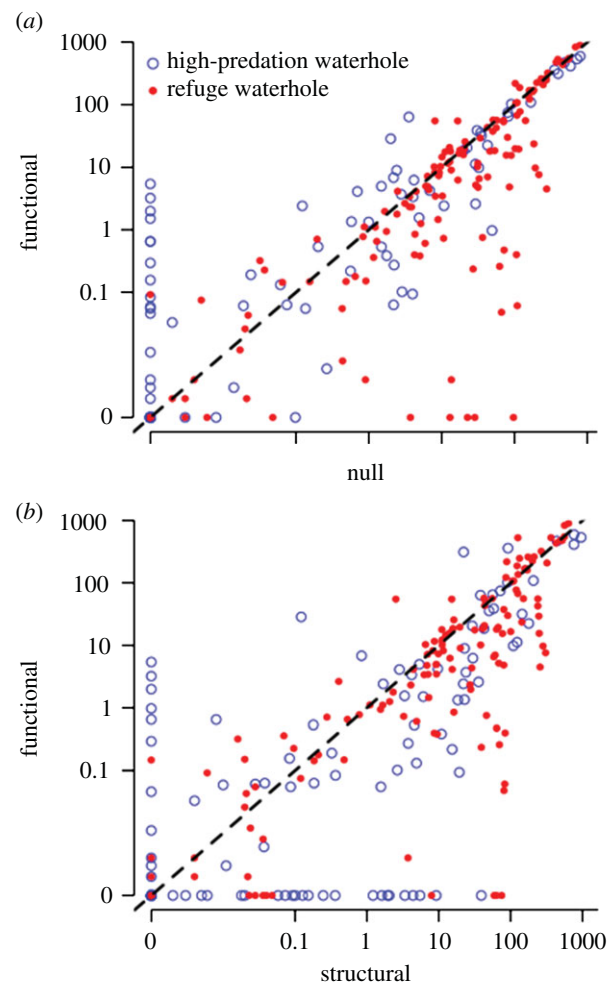 (a)
1000
100
10
1
0.1
0
functional
high-predation waterhole
refuge waterhole
null
(b)
1000
100
10
1
0.1
0
functional
0 0.1 1 10 100 1000
structural